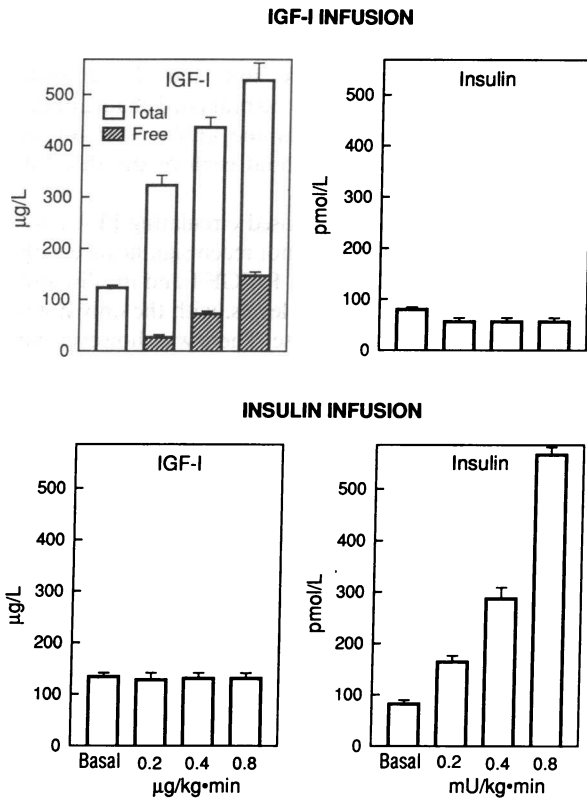 IGF-I INFUSION
IGF-I
Total
Free
500
400
300
200
100
0
µg/L
Insulin
500
400
300
200
100
0
pmol/L
INSULIN INFUSION
IGF-I
500
400
300
200
100
0
µg/L
Basal 0.2 0.4 0.8
µg/kg•min
Insulin
500
400
300
200
100
0
pmol/L
Basal 0.2 0.4 0.8
mU/kg•min